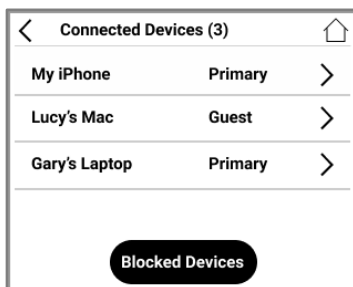 Connected Devices (3)
My iPhone Primary
Lucy's Mac Guest
Gary's Laptop Primary
Blocked Devices